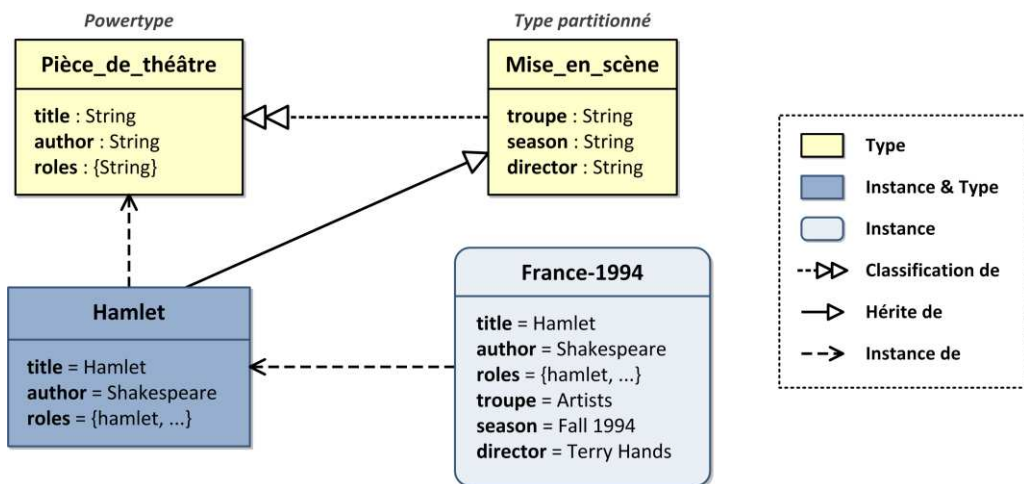 Powertype
Type partitionné
Pièce_de_théâtre
title : String
author : String
roles : {String}
Mise_en_scène
troupe : String
season : String
director : String
Hamlet
title = Hamlet
author = Shakespeare
roles = {hamlet, ...}
France-1994
title = Hamlet
author = Shakespeare
roles = {hamlet, ...}
troupe = Artists
season = Fall 1994
director = Terry Hands
Type
Instance & Type
Instance
Classification de
Hérite de
Instance de